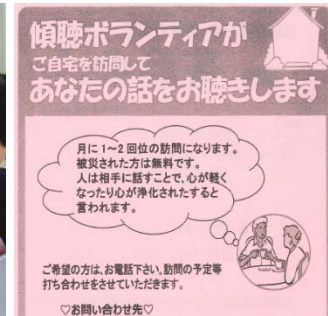 傾聴ボランティアが
ご自宅を訪問して
あなたの話をお聴きします
月に1~2回位の訪問になります。
被災された方は無料です。
人は相手に話すことで、心が軽く
なったり心が浄化されたすると
言われます。
ご希望の方は、お電話下さい、訪問の予定等
打ち合わせをさせていただきます。
♡お問い合わせ先♡